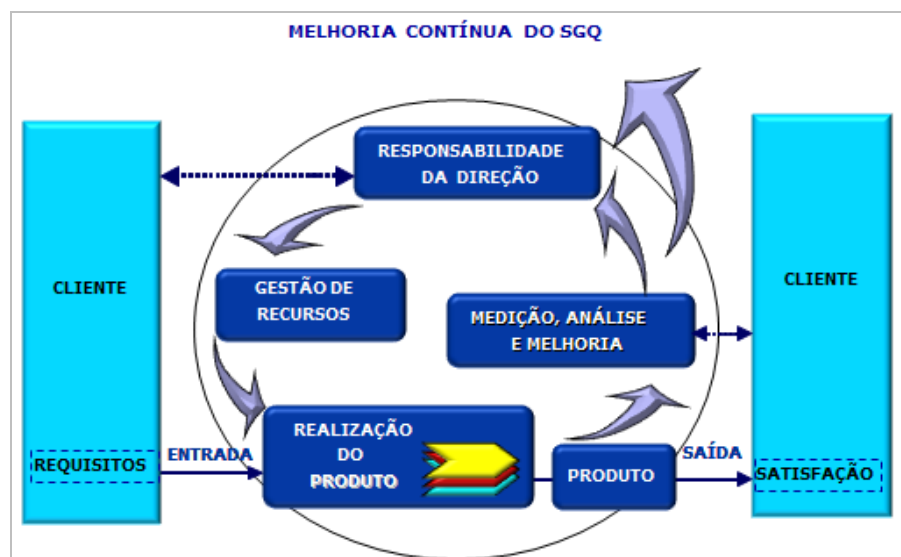 MELHORIA CONTÍNUA DO SGQ
RESPONSABILIDADE
DA DIREÇÃO
CLIENTE
GESTÃO DE
RECURSOS
MEDIÇÃO, ANÁLISE
E MELHORIA
CLIENTE
REQUISITOS
ENTRADA
REALIZAÇÃO
DO
PRODUTO
PRODUTO
SAÍDA
SATISFAÇÃO